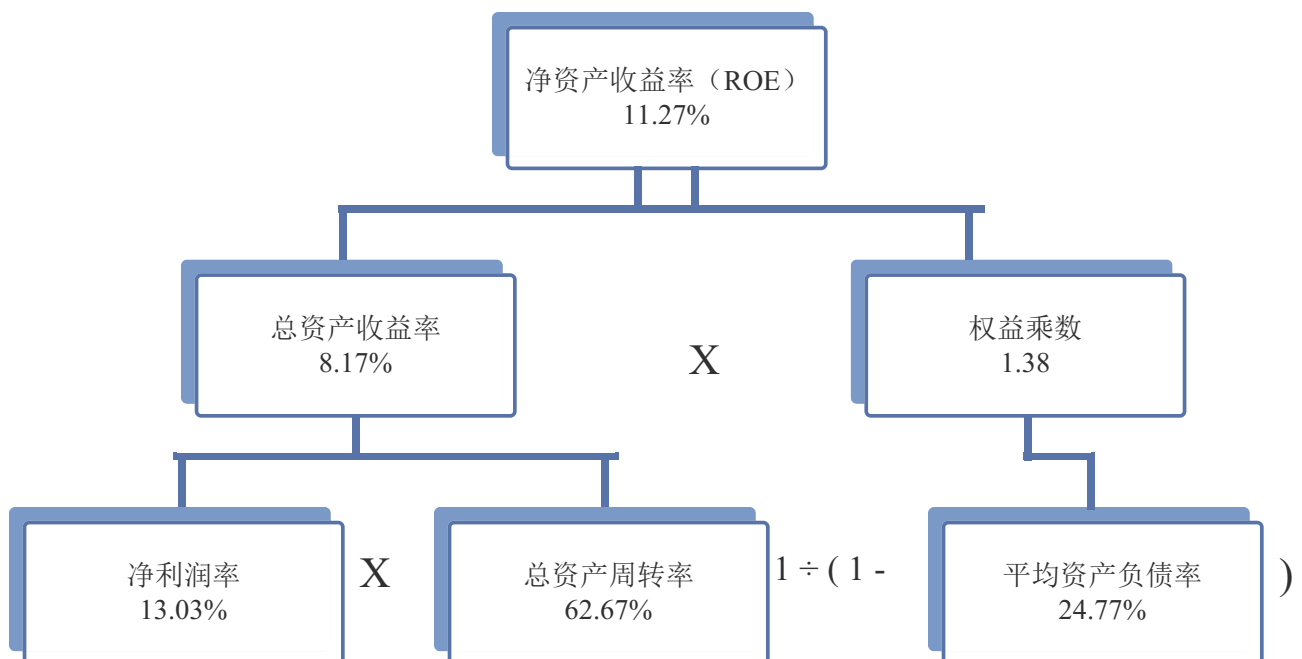 净资产收益率（ROE）
11.27%
总资产收益率
8.17%
X
权益乘数
1.38
净利润率
13.03%
X
总资产周转率
62.67%
1 ÷ ( 1 -
平均资产负债率
24.77%
)